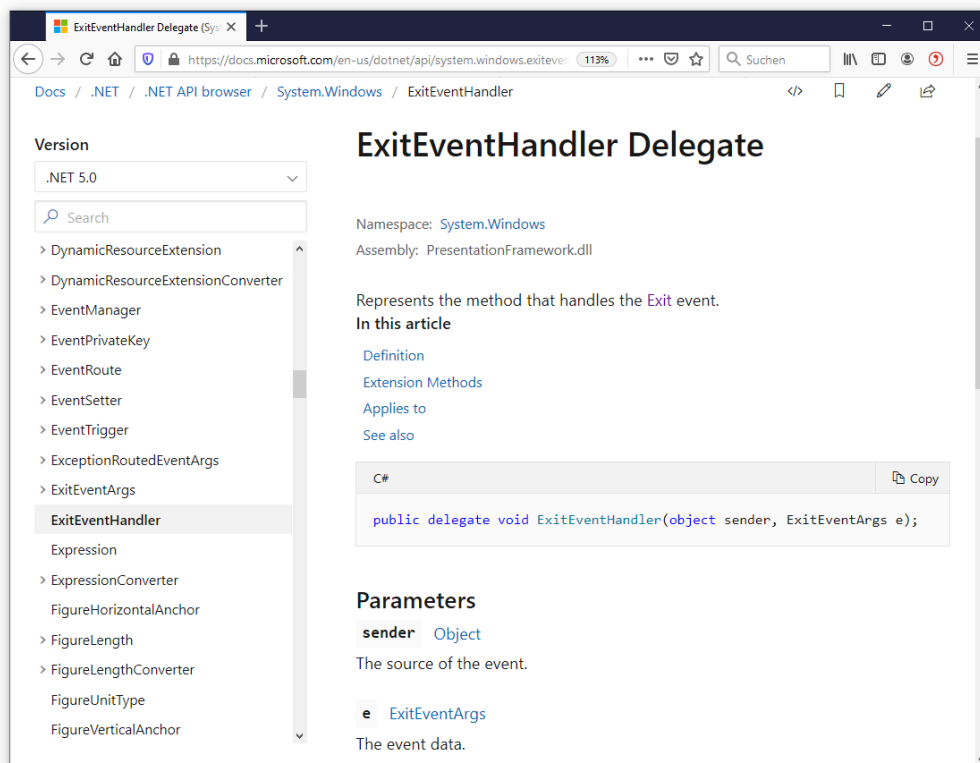 ExitEventHandler Delegate (Sys
https://docs.microsoft.com/en-us/dotnet/api/system.windows.exiteven
113%
Suchen
Docs / .NET / .NET API browser / System.Windows / ExitEventHandler
Version
.NET 5.0
Search
DynamicResourceExtension
DynamicResourceExtensionConverter
EventManager
EventPrivateKey
EventRoute
EventSetter
EventTrigger
ExceptionRoutedEventArgs
ExitEventArgs
ExitEventHandler
Expression
ExpressionConverter
FigureHorizontalAnchor
FigureLength
FigureLengthConverter
FigureUnitType
FigureVerticalAnchor
ExitEventHandler Delegate
Namespace: System.Windows
Assembly: PresentationFramework.dll
Represents the method that handles the Exit event.
In this article
Definition
Extension Methods
Applies to
See also
C#
Copy
public delegate void ExitEventHandler(object sender, ExitEventArgs e);
Parameters
sender Object
The source of the event.
e ExitEventArgs
The event data.